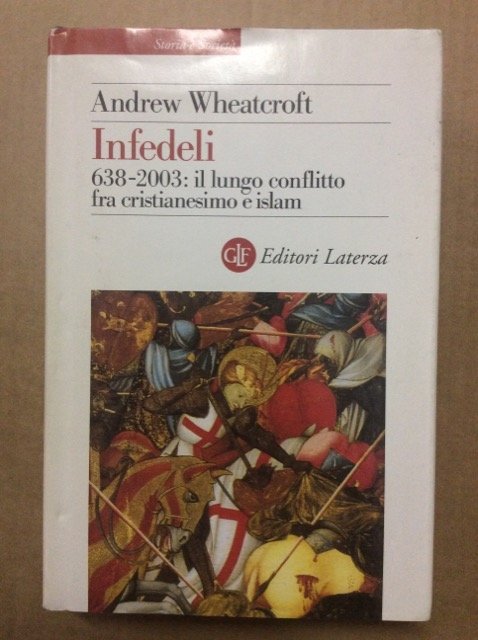 Storia e Società
Andrew Wheatcroft
Infedeli
638-2003: il lungo conflitto
fra cristianesimo e islam
GLF Editori Laterza